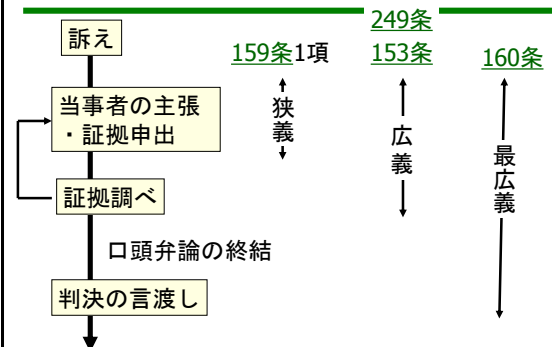 249条
訴え
159条1項
153条
160条
当事者の主張
・証拠申出
狭義
広義
最広義
証拠調べ
口頭弁論の終結
判決の言渡し